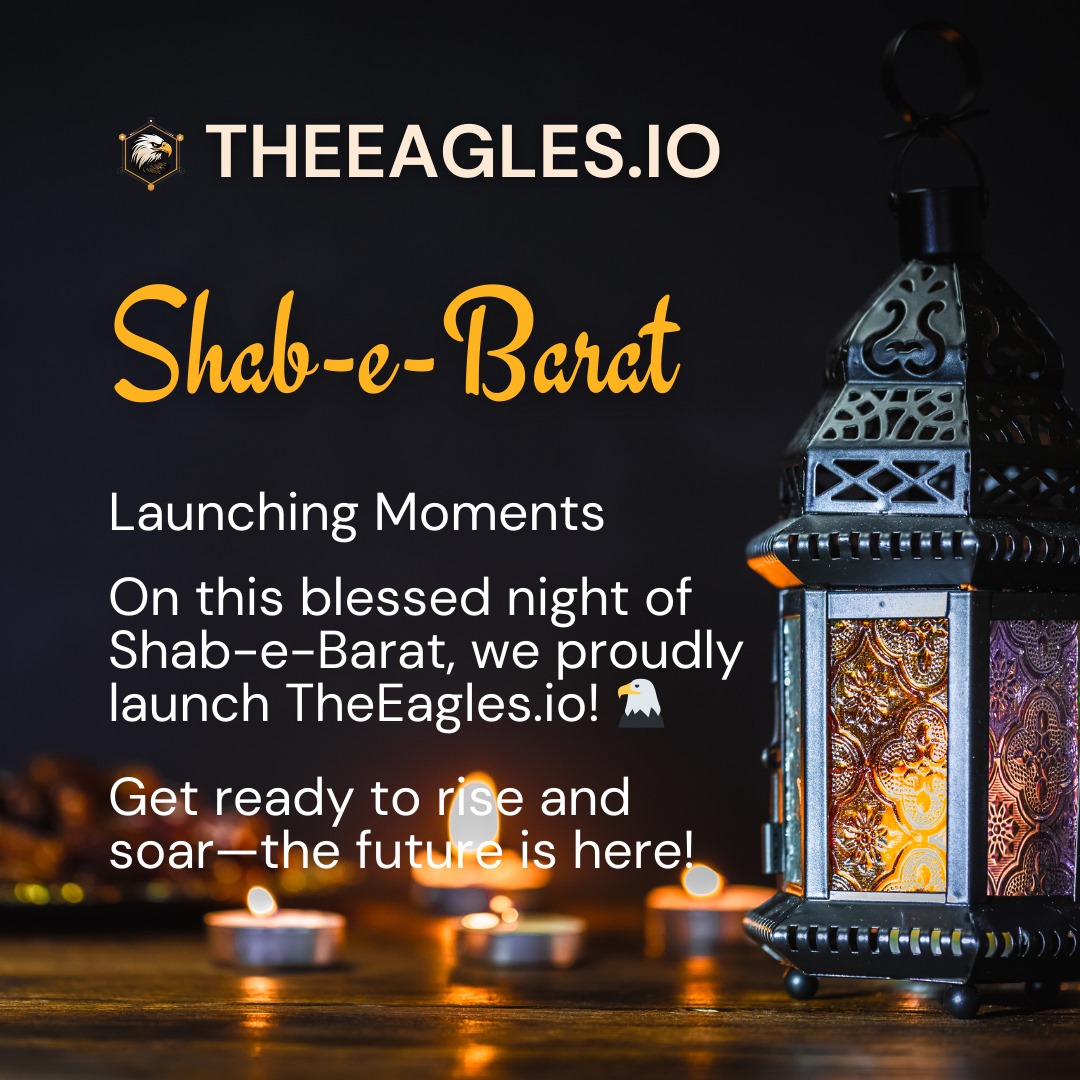 THEEAGLES.IO
Shab-e-Barat
Launching Moments
On this blessed night of
Shab-e-Barat, we proudly
launch TheEagles.io! 🦅
Get ready to rise and
soar—the future is here!